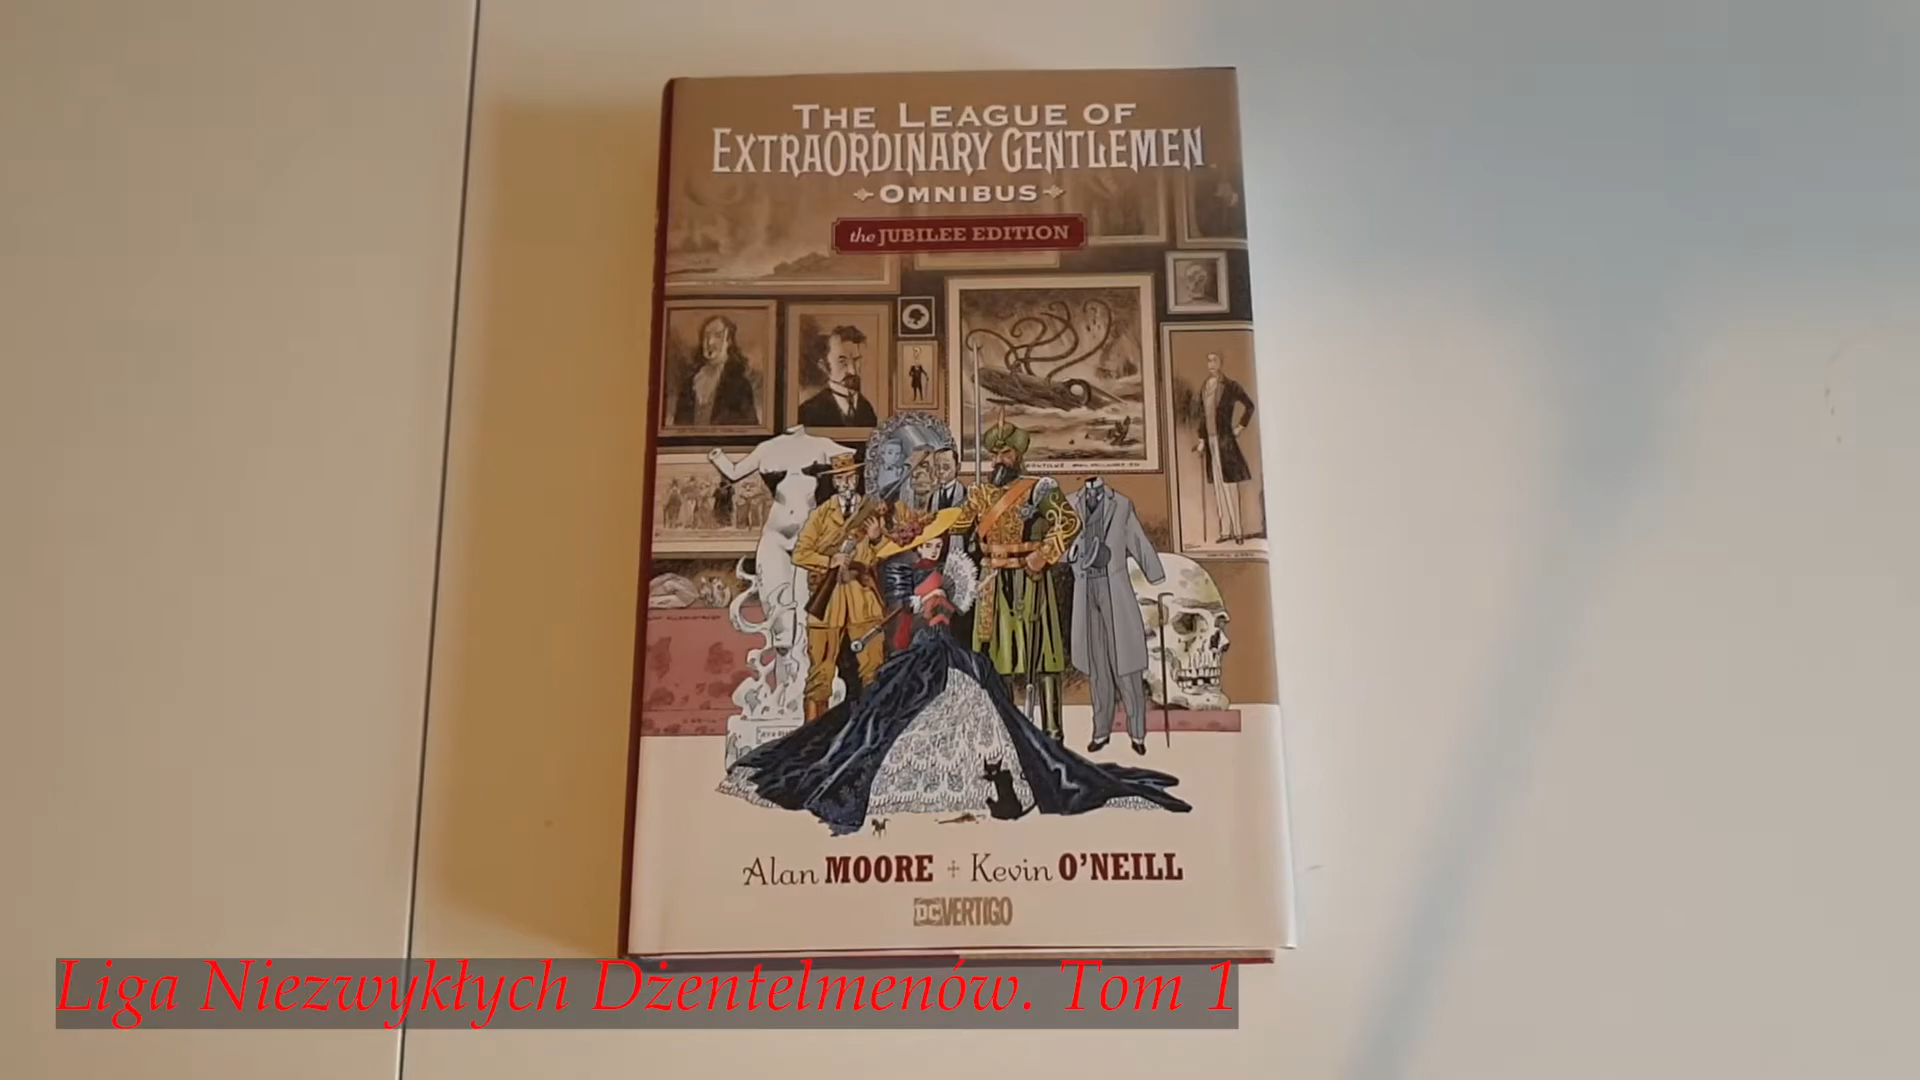 THE LEAGUE OF
EXTRAORDINARY GENTLEMEN
OMNIBUS
the JUBILEE EDITION
Alan MOORE + Kevin O'NEILL
DC VERTIGO
Liga Niezwykłych Dżentelmenów. Tom 1